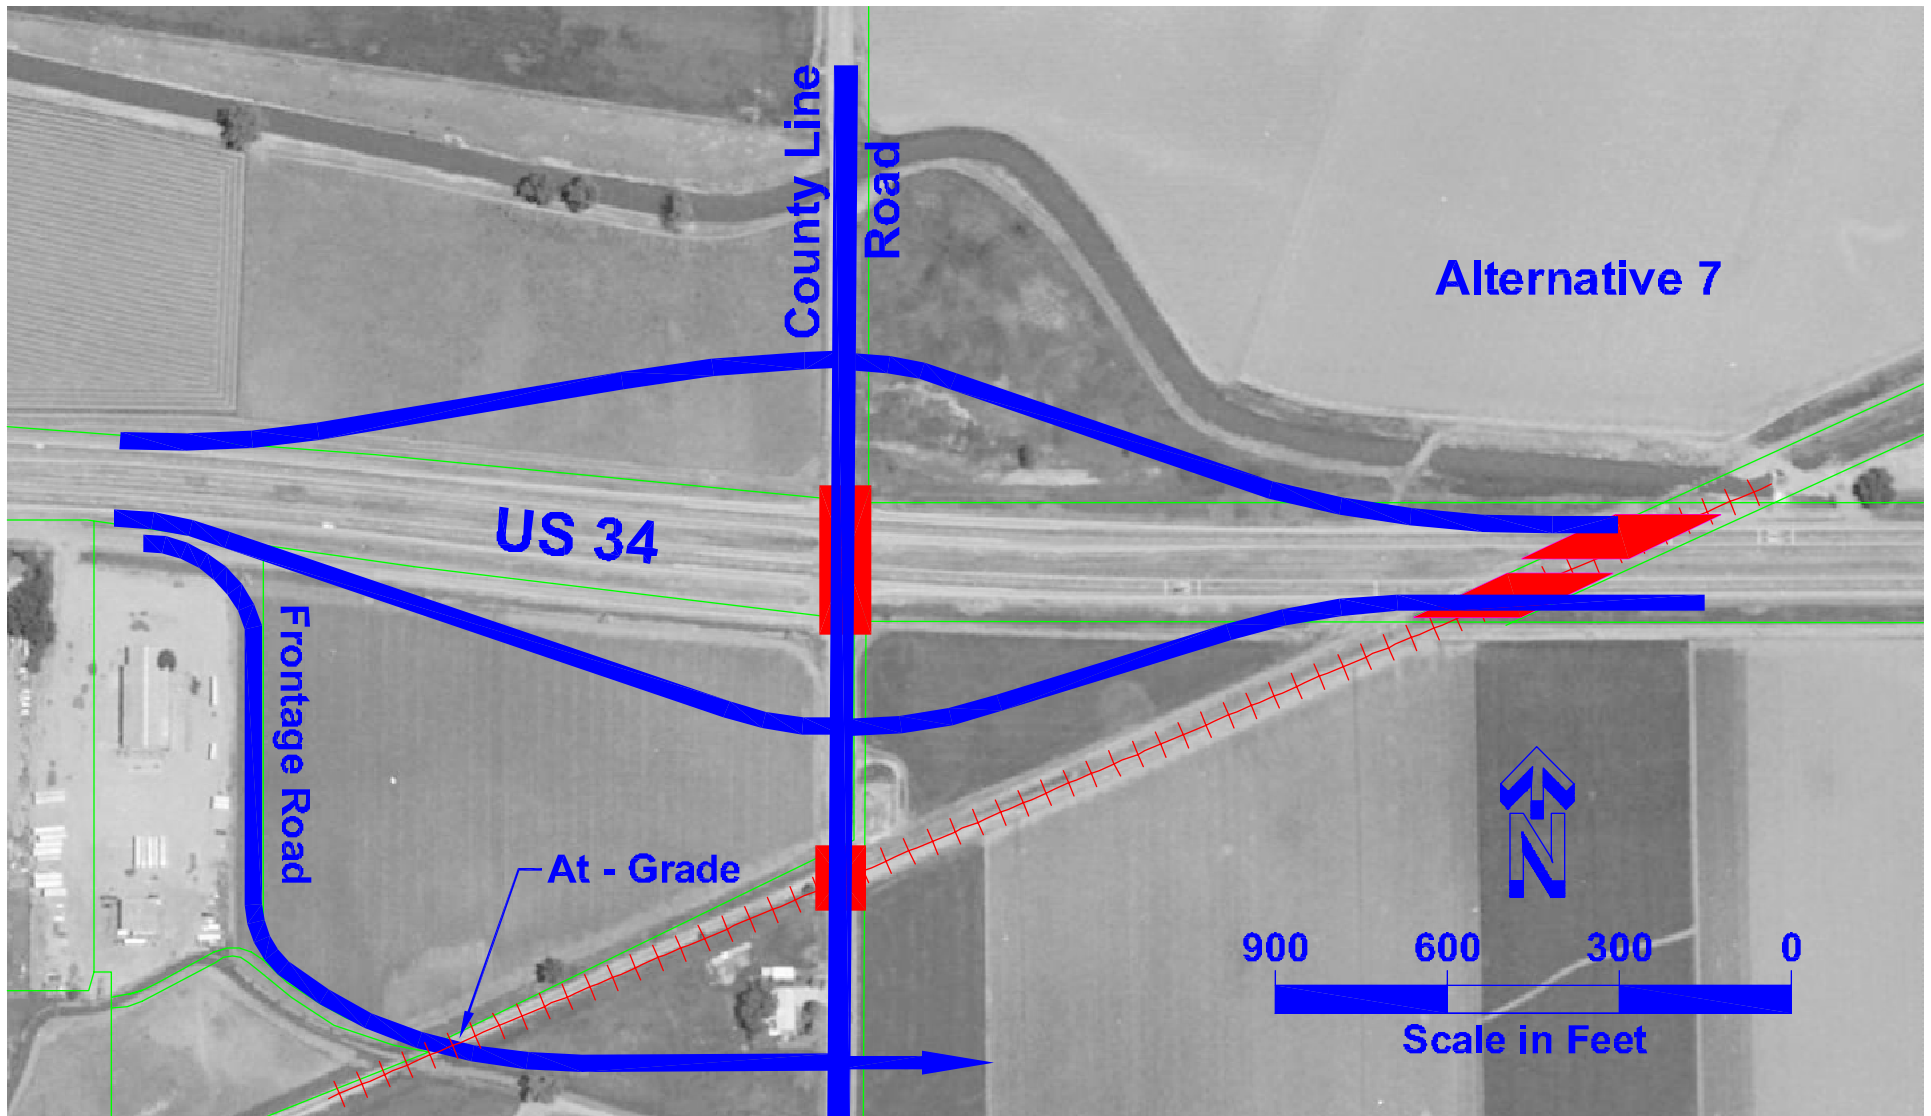 County Line
Road
Alternative 7
US 34
Frontage Road
At - Grade
N
900 600 300 0
Scale in Feet